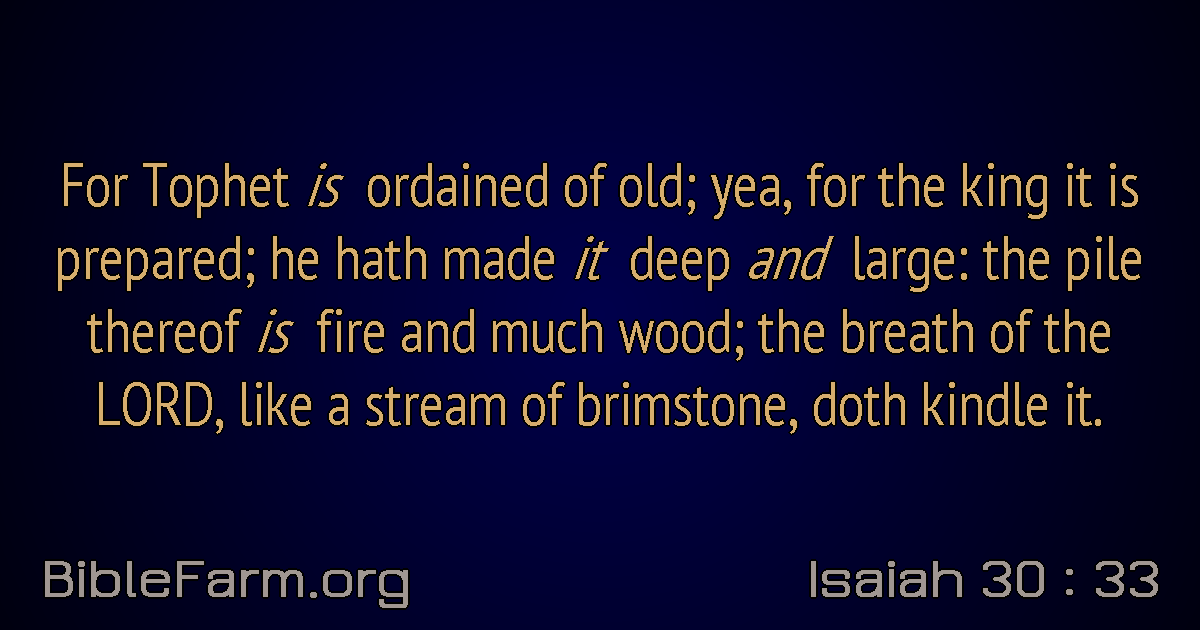 For Tophet is ordained of old; yea, for the king it is
prepared; he hath made it deep and large: the pile
thereof is fire and much wood; the breath of the
LORD, like a stream of brimstone, doth kindle it.
BibleFarm.org
Isaiah 30 : 33